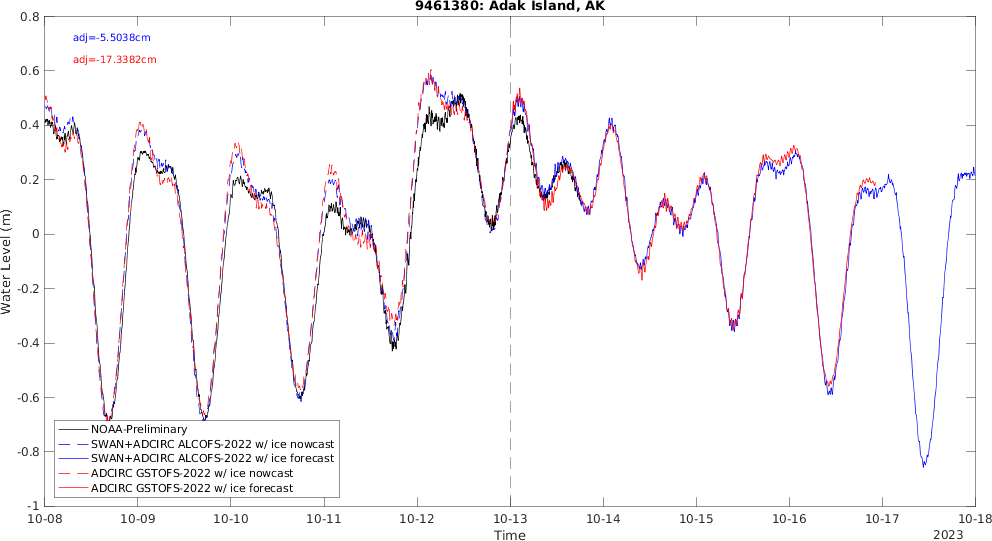 9461380: Adak Island, AK
adj=-5.5038cm
adj=-17.3382cm
Water Level (m)
0.8
0.6
0.4
0.2
0
-0.2
-0.4
-0.6
-0.8
-1
NOAA-Preliminary
SWAN+ADCIRC ALCOFS-2022 w/ ice nowcast
SWAN+ADCIRC ALCOFS-2022 w/ ice forecast
ADCIRC GSTOFS-2022 w/ ice nowcast
ADCIRC GSTOFS-2022 w/ ice forecast
10-08 10-09 10-10 10-11 10-12 10-13 10-14 10-15 10-16 10-17 10-18
Time
2023